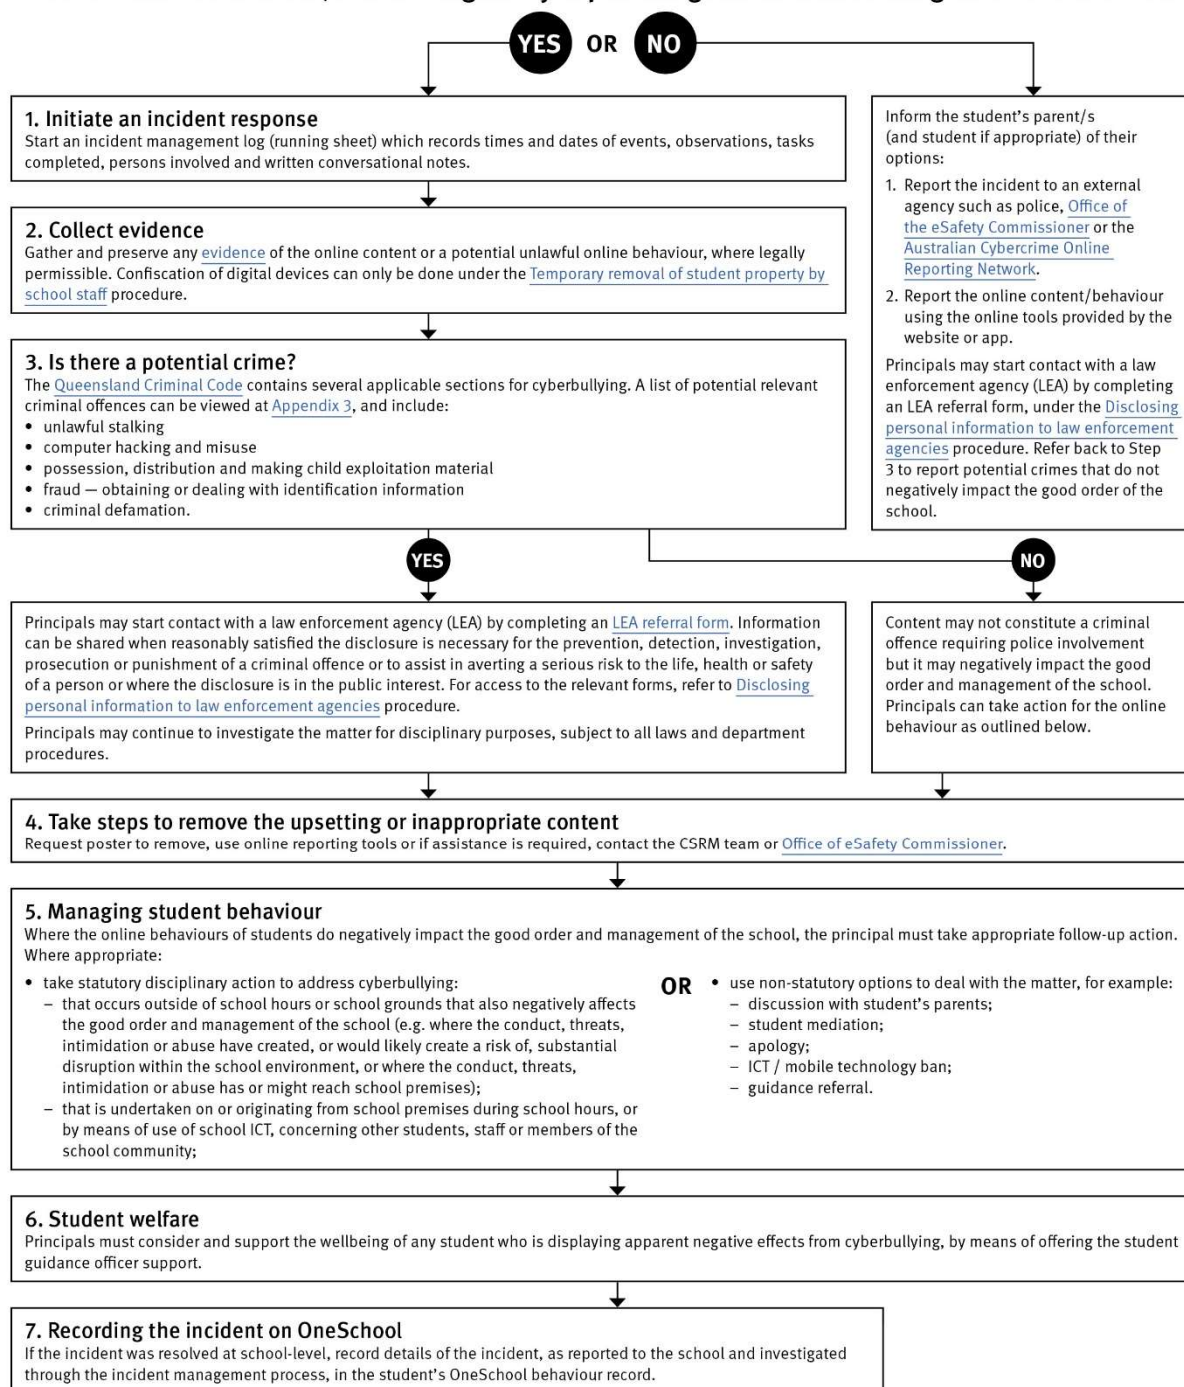 YES OR NO
1. Initiate an incident response
Start an incident management log (running sheet) which records times and dates of events, observations, tasks
completed, persons involved and written conversational notes.
2. Collect evidence
Gather and preserve any evidence of the online content or a potential unlawful online behaviour, where legally
permissible. Confiscation of digital devices can only be done under the Temporary removal of student property by
school staff procedure.
3. Is there a potential crime?
The Queensland Criminal Code contains several applicable sections for cyberbullying. A list of potential relevant
criminal offences can be viewed at Appendix 3, and include:
• unlawful stalking
• computer hacking and misuse
• possession, distribution and making child exploitation material
• fraud — obtaining or dealing with identification information
• criminal defamation.
Inform the student's parent/s
(and student if appropriate) of their
options:
1. Report the incident to an external
agency such as police, Office of
the eSafety Commissioner or the
Australian Cybercrime Online
Reporting Network.
2. Report the online content/behaviour
using the online tools provided by the
website or app.
Principals may start contact with a law
enforcement agency (LEA) by completing
an LEA referral form, under the Disclosing
personal information to law enforcement
agencies procedure. Refer back to Step
3 to report potential crimes that do not
negatively impact the good order of the
school.
YES
NO
Principals may start contact with a law enforcement agency (LEA) by completing an LEA referral form. Information
can be shared when reasonably satisfied the disclosure is necessary for the prevention, detection, investigation,
prosecution or punishment of a criminal offence or to assist in averting a serious risk to the life, health or safety
of a person or where the disclosure is in the public interest. For access to the relevant forms, refer to Disclosing
personal information to law enforcement agencies procedure.
Principals may continue to investigate the matter for disciplinary purposes, subject to all laws and department
procedures.
Content may not constitute a criminal
offence requiring police involvement
but it may negatively impact the good
order and management of the school.
Principals can take action for the online
behaviour as outlined below.
4. Take steps to remove the upsetting or inappropriate content
Request poster to remove, use online reporting tools or if assistance is required, contact the CSRM team or Office of eSafety Commissioner.
5. Managing student behaviour
Where the online behaviours of students do negatively impact the good order and management of the school, the principal must take appropriate follow-up action.
Where appropriate:
• take statutory disciplinary action to address cyberbullying:
– that occurs outside of school hours or school grounds that also negatively affects
the good order and management of the school (e.g. where the conduct, threats,
intimidation or abuse have created, or would likely create a risk of, substantial
disruption within the school environment, or where the conduct, threats,
intimidation or abuse has or might reach school premises);
– that is undertaken on or originating from school premises during school hours, or
by means of use of school ICT, concerning other students, staff or members of the
school community;
OR
• use non-statutory options to deal with the matter, for example:
– discussion with student's parents;
– student mediation;
– apology;
– ICT / mobile technology ban;
– guidance referral.
6. Student welfare
Principals must consider and support the wellbeing of any student who is displaying apparent negative effects from cyberbullying, by means of offering the student
guidance officer support.
7. Recording the incident on OneSchool
If the incident was resolved at school-level, record details of the incident, as reported to the school and investigated
through the incident management process, in the student's OneSchool behaviour record.